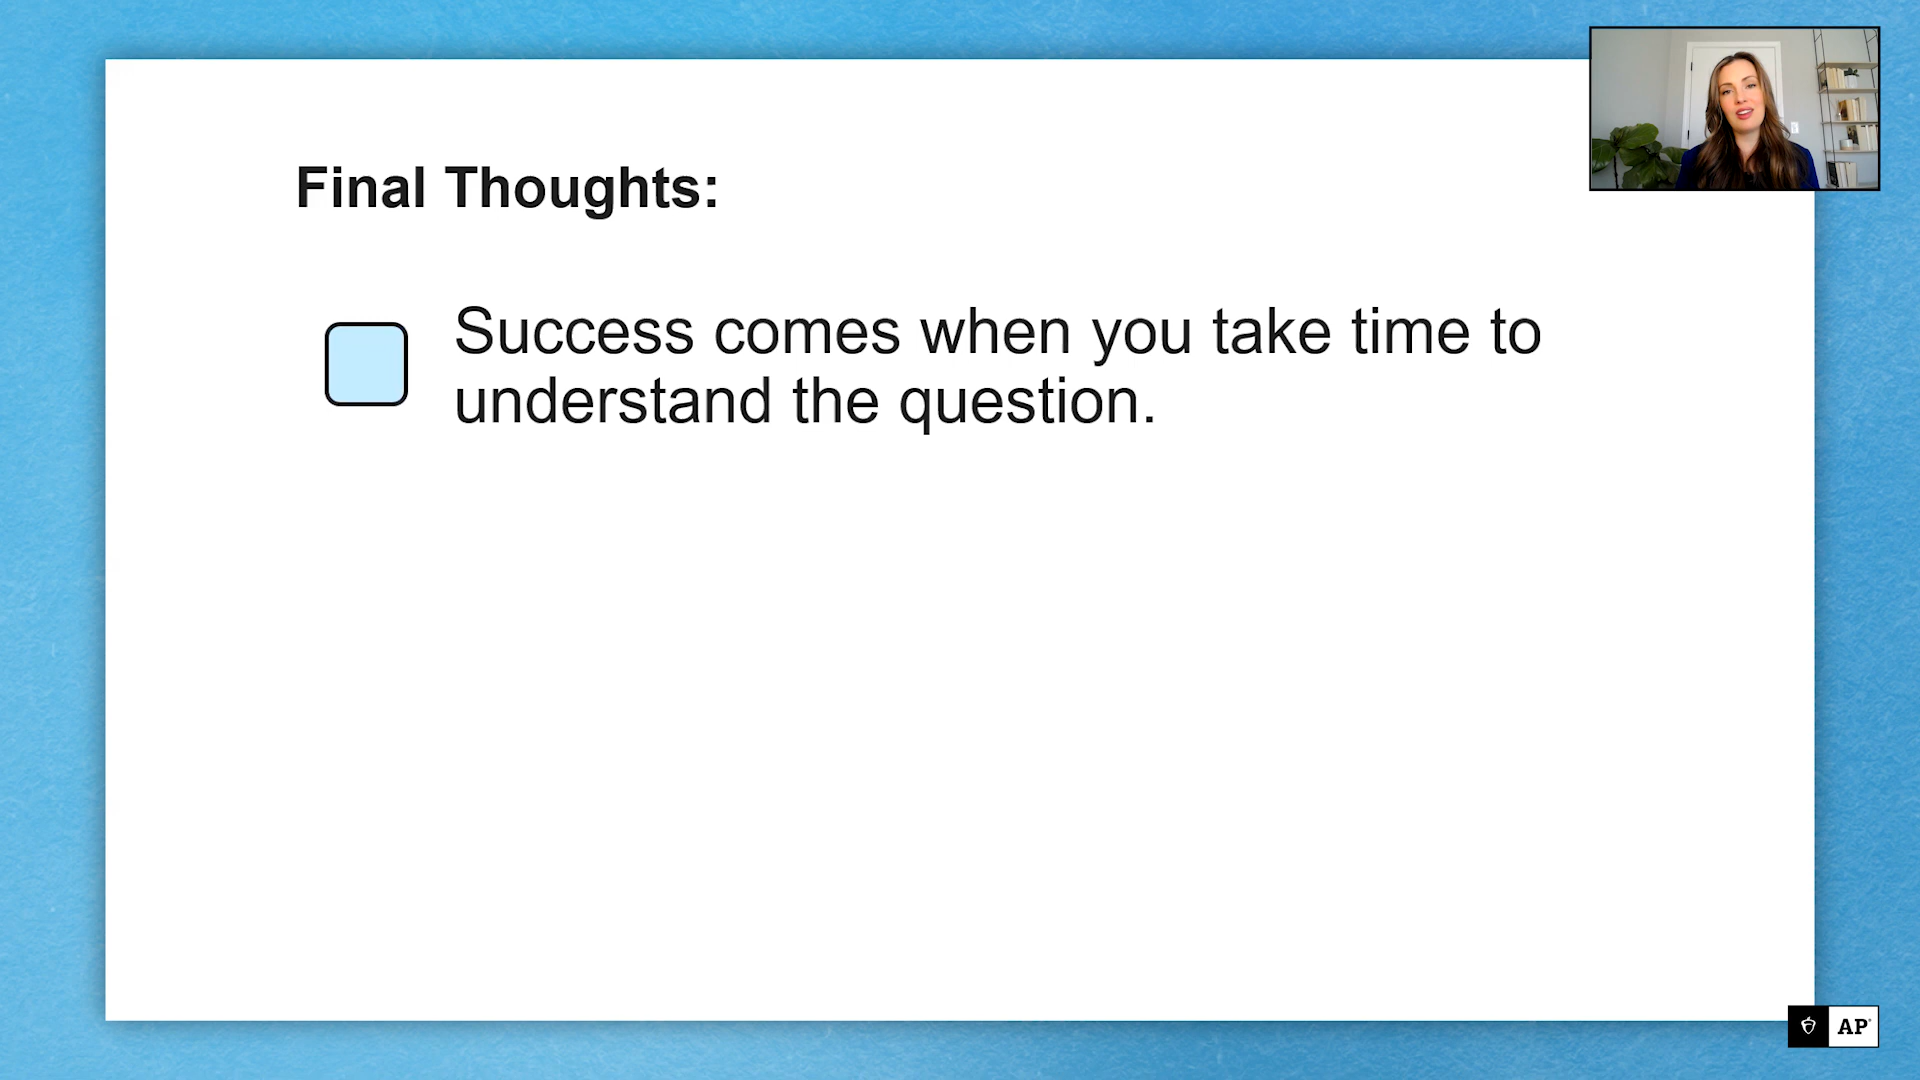 Final Thoughts:
Success comes when you take time to
understand the question.
AP